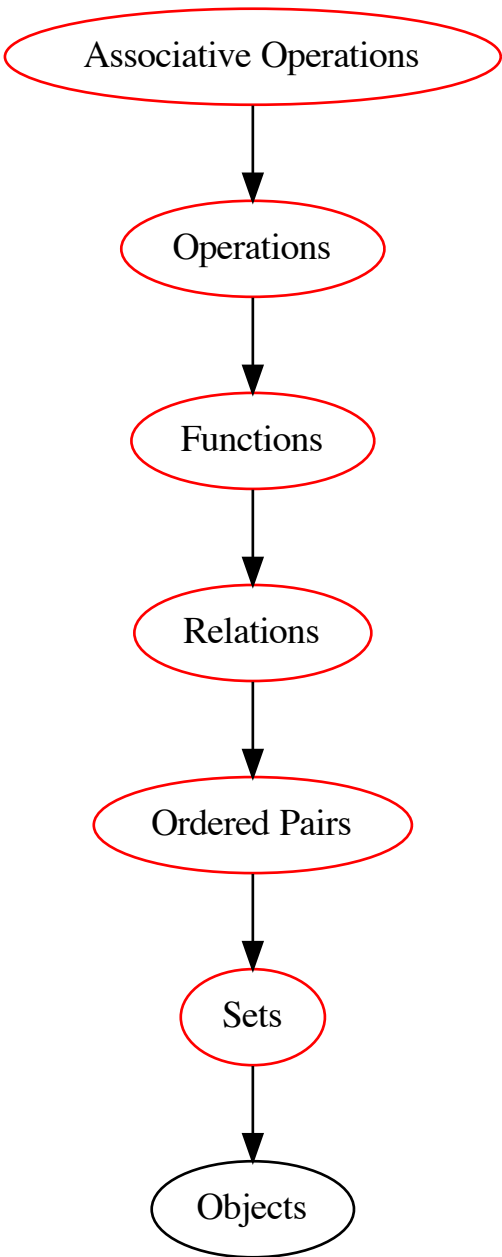 Associative Operations
Operations
Functions
Relations
Ordered Pairs
Sets
Objects